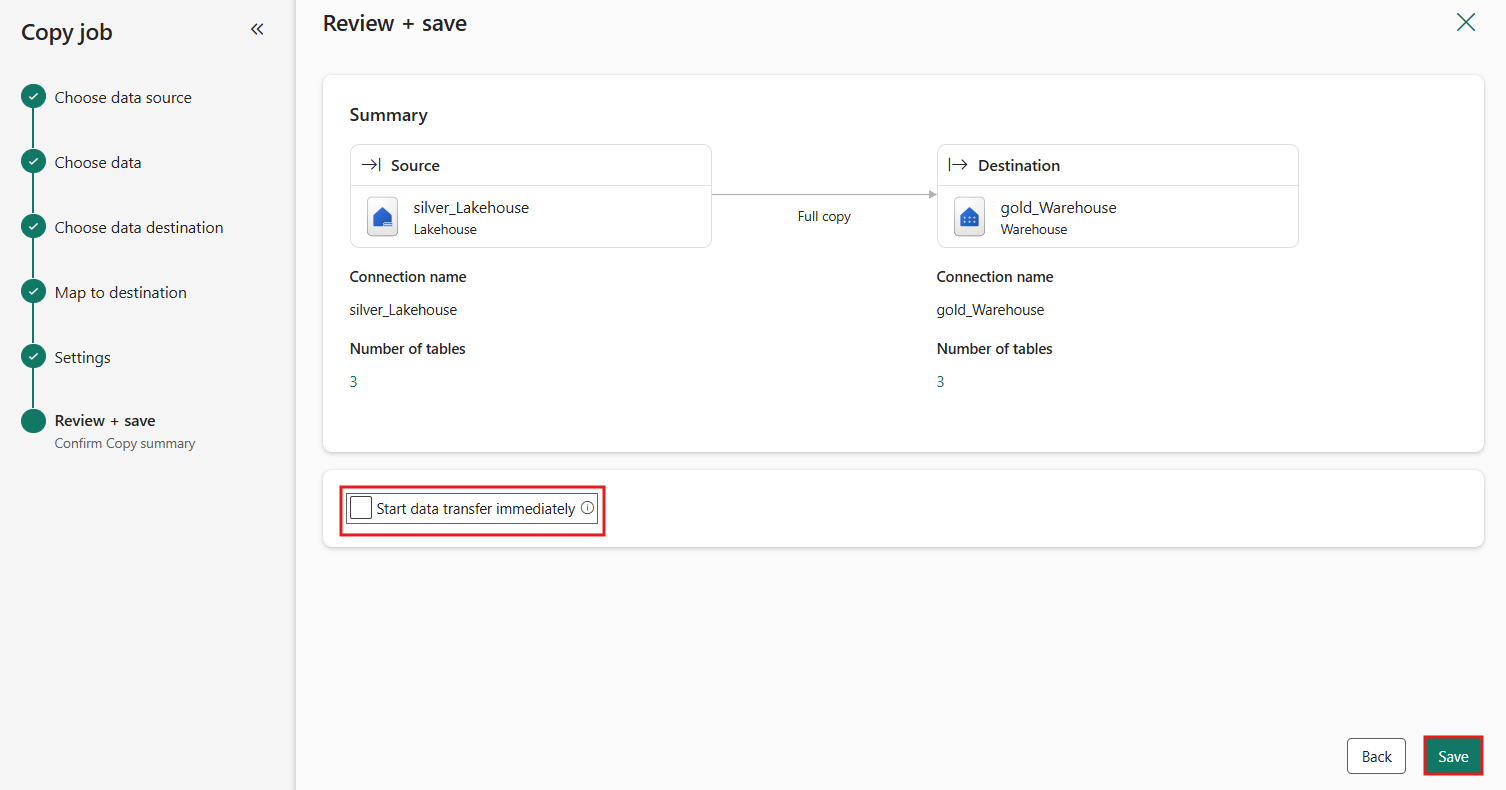 Copy job
Choose data source
Choose data
Choose data destination
Map to destination
Settings
Review + save
Confirm Copy summary
Review + save
Summary
Source
silver_Lakehouse
Lakehouse
Full copy
Destination
gold_Warehouse
Warehouse
Connection name
silver_Lakehouse
Number of tables
3
Connection name
gold_Warehouse
Number of tables
3
Start data transfer immediately
Back
Save